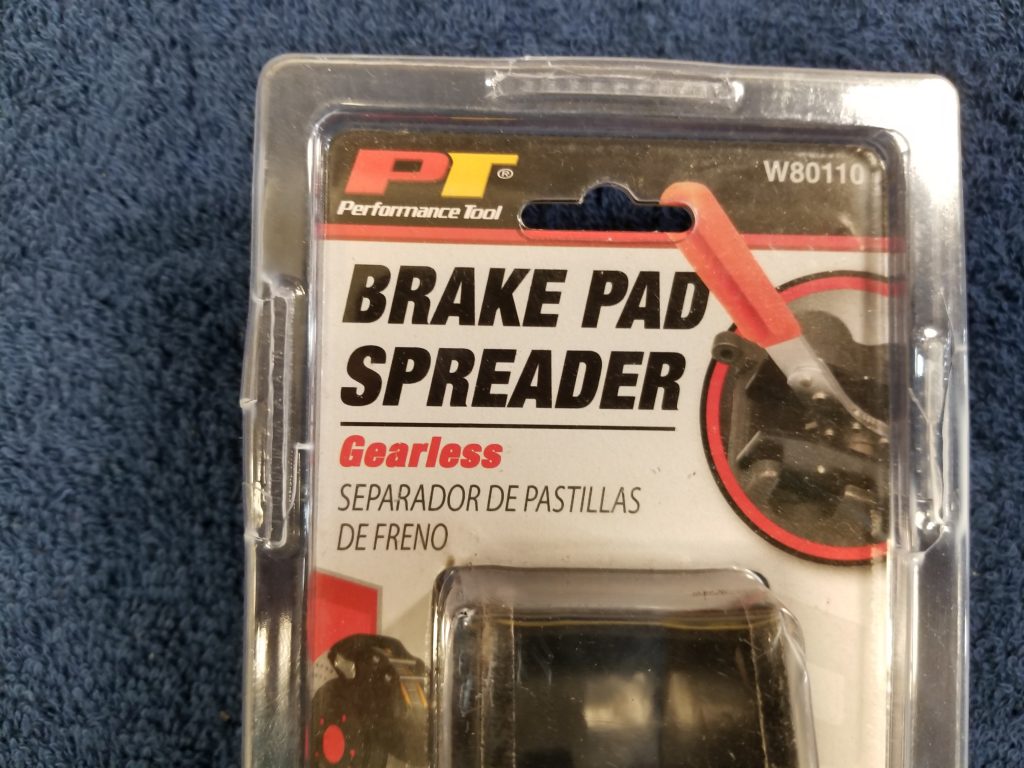 PT®
Performance Tool
W80110
BRAKE PAD
SPREADER
Gearless
SEPARADOR DE PASTILLAS
DE FRENO